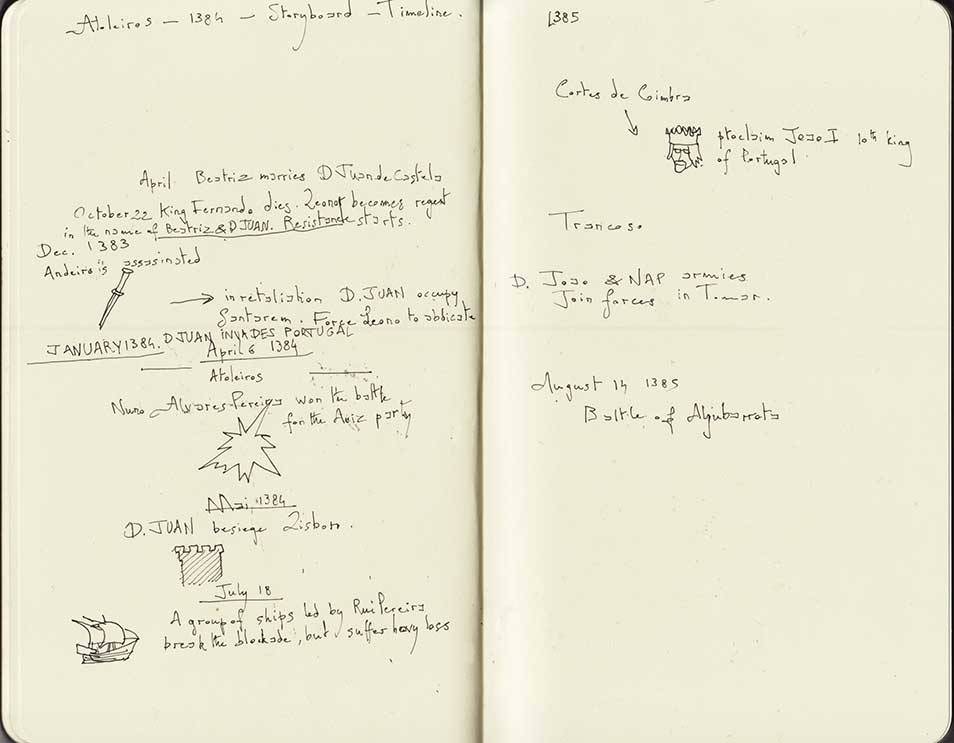 Atoleiros – 1384 – Storyboard – Timeline.
April Beatriz marries D Juan de Castela
October 22 King Fernando dies. Leonor becomes regent
in the name of Beatriz & D JUAN. Resistance starts.
Dec. 1383
Andeiro is assasinated
→ in retaliation D. JUAN occupy
Santarem. Force Leono to abdicate
JANUARY 1384. D JUAN INVADES PORTUGAL
April 6 1384
Atoleiros
Nuno Alvares Pereira won the battle
for the Aviz party
Mai 1384
D. JUAN besiege Lisbon.
July 18
A group of ships led by Rui Pereira
break the blockade, but suffer heavy loss
1385
Cortes de Coimbra
proclaim Joao I 10th king
of Portugal.
Trancoso
D. Joao & NAP armies
Join forces in Tomar.
August 14 1385
Battle of Aljubarrota